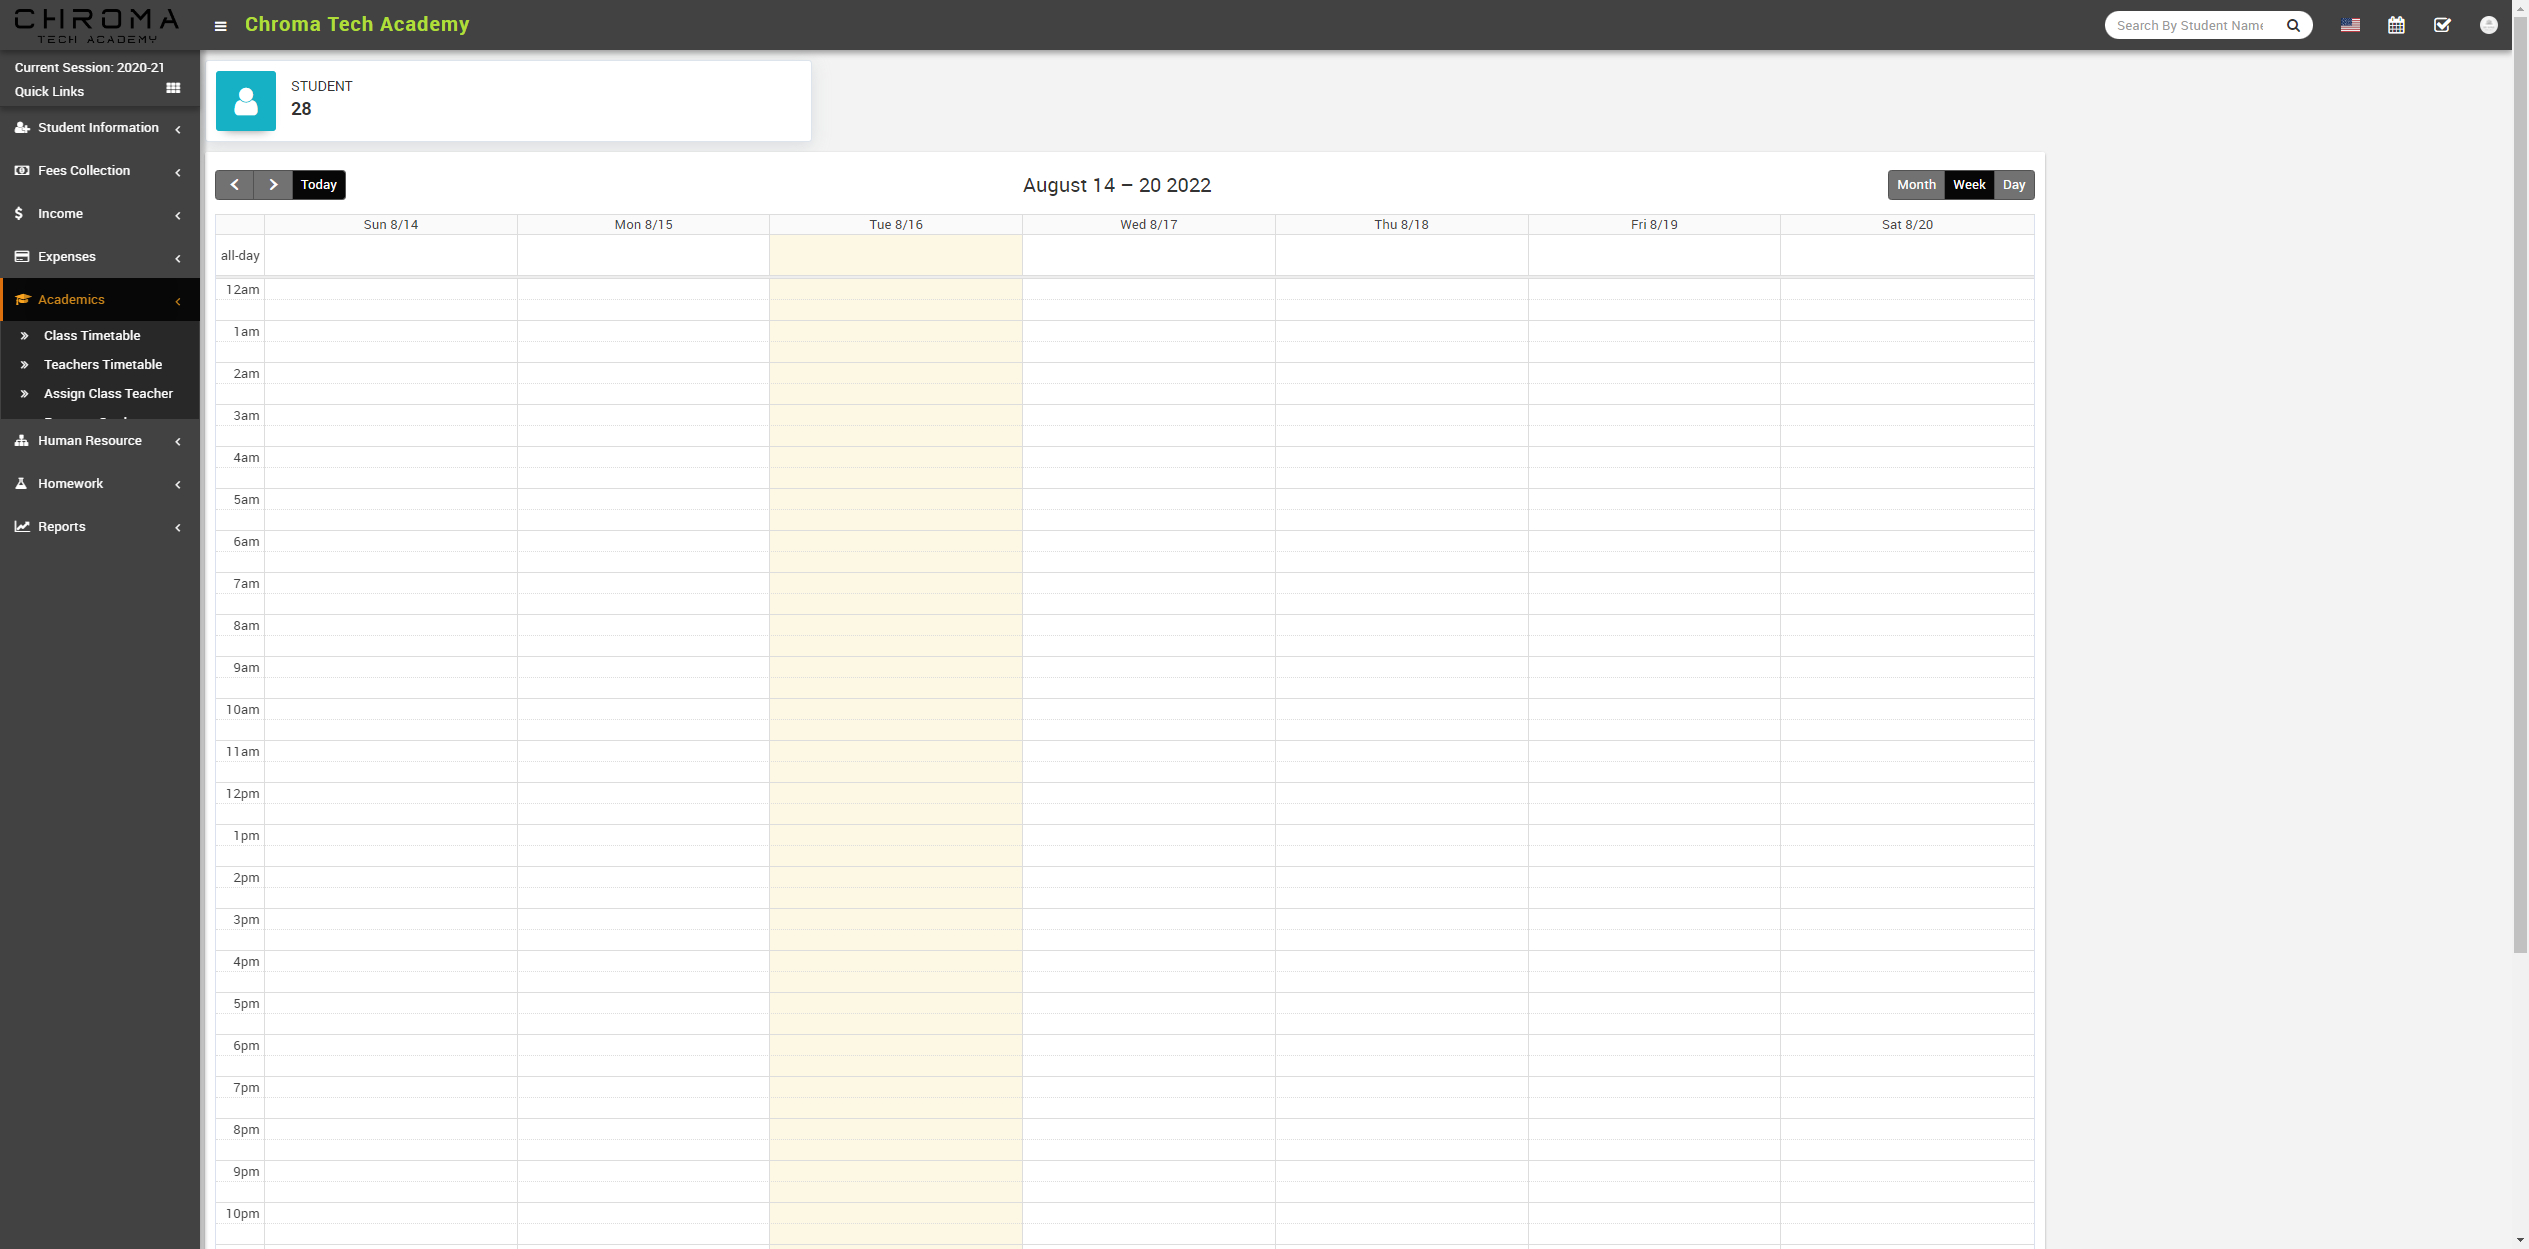 CHROMA
TECH ACADEMY
Chroma Tech Academy
Search By Student Name
Current Session: 2020-21
Quick Links
Student Information
Fees Collection
Income
Expenses
Academics
Class Timetable
Teachers Timetable
Assign Class Teacher
Human Resource
Homework
Reports
STUDENT
28
Today
August 14 – 20 2022
Month Week Day
Sun 8/14 Mon 8/15 Tue 8/16 Wed 8/17 Thu 8/18 Fri 8/19 Sat 8/20
all-day
12am
1am
2am
3am
4am
5am
6am
7am
8am
9am
10am
11am
12pm
1pm
2pm
3pm
4pm
5pm
6pm
7pm
8pm
9pm
10pm